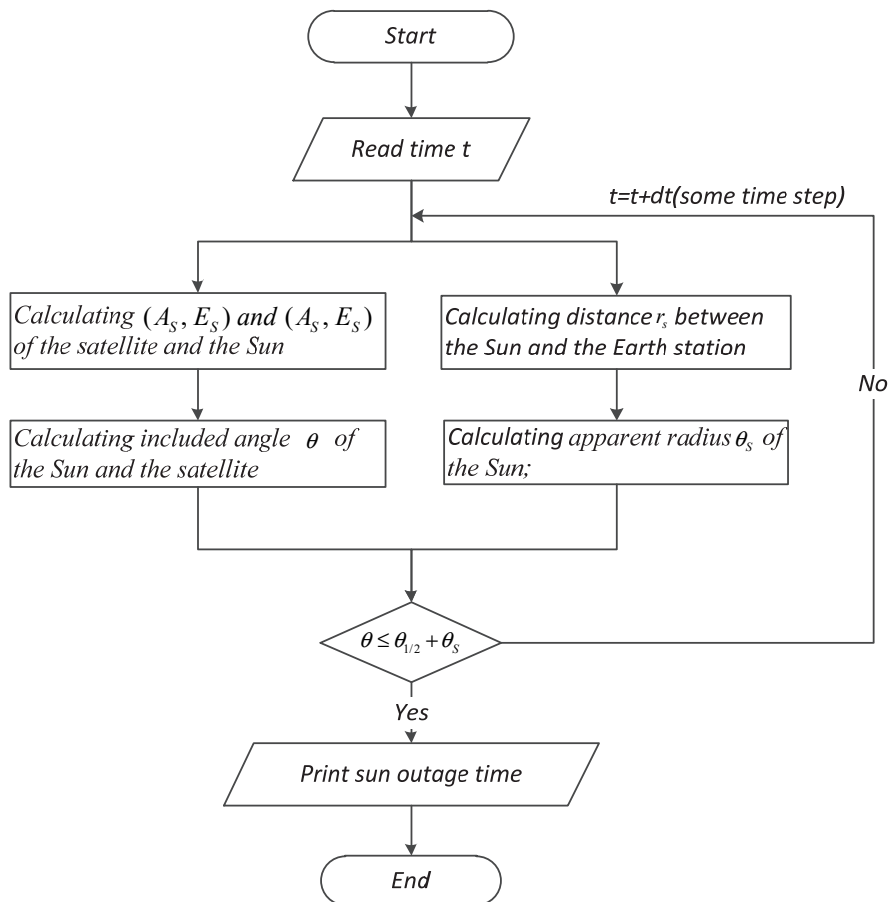 Start
Read time t
t=t+dt(some time step)
Calculating (A_S, E_S) and (A_S, E_S)
of the satellite and the Sun
Calculating distance r_s between
the Sun and the Earth station
No
Calculating included angle θ of
the Sun and the satellite
Calculating apparent radius θ_S of
the Sun;
θ ≤ θ_{1/2} + θ_S
Yes
Print sun outage time
End